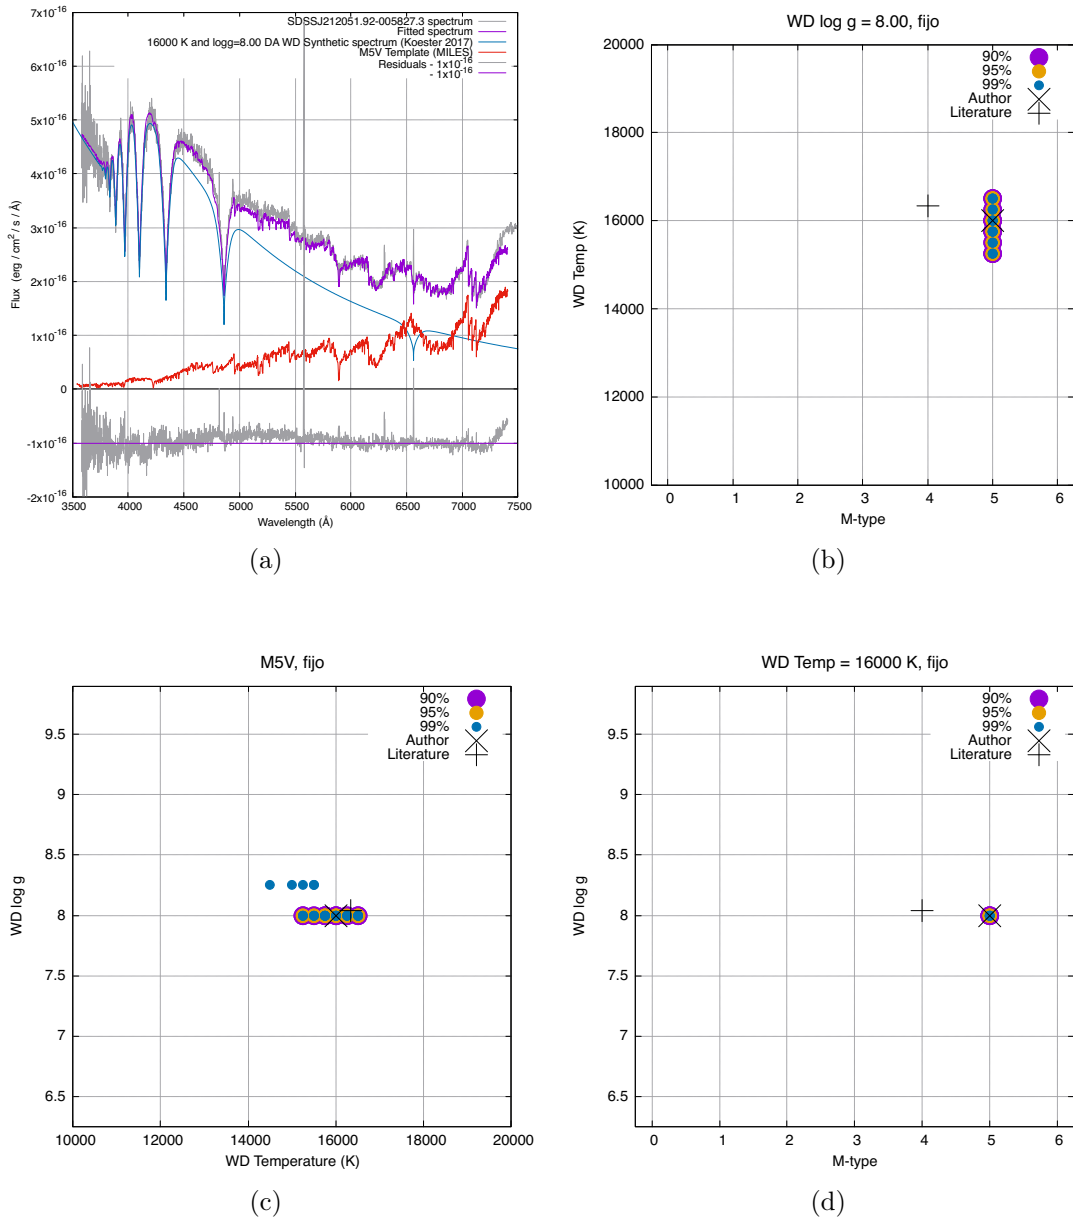 7x10-16
6x10-16
5x10-16
4x10-16
3x10-16
2x10-16
1x10-16
0
-1x10-16
-2x10-16
Flux (erg / cm2 / s / Å)
SDSSJ212051.92-005827.3 spectrum
Fitted spectrum
16000 K and logg=8.00 DA WD Synthetic spectrum (Koester 2017)
M5V Template (MILES)
Residuals - 1x10-16
- 1x10-16
3500 4000 4500 5000 5500 6000 6500 7000 7500
Wavelength (Å)
(a)
WD log g = 8.00, fijo
20000
18000
16000
14000
12000
10000
WD Temp (K)
90%
95%
99%
Author
Literature
0 1 2 3 4 5 6
M-type
(b)
M5V, fijo
9.5
9
8.5
8
7.5
7
6.5
WD log g
90%
95%
99%
Author
Literature
10000 12000 14000 16000 18000 20000
WD Temperature (K)
(c)
WD Temp = 16000 K, fijo
9.5
9
8.5
8
7.5
7
6.5
WD log g
90%
95%
99%
Author
Literature
0 1 2 3 4 5 6
M-type
(d)